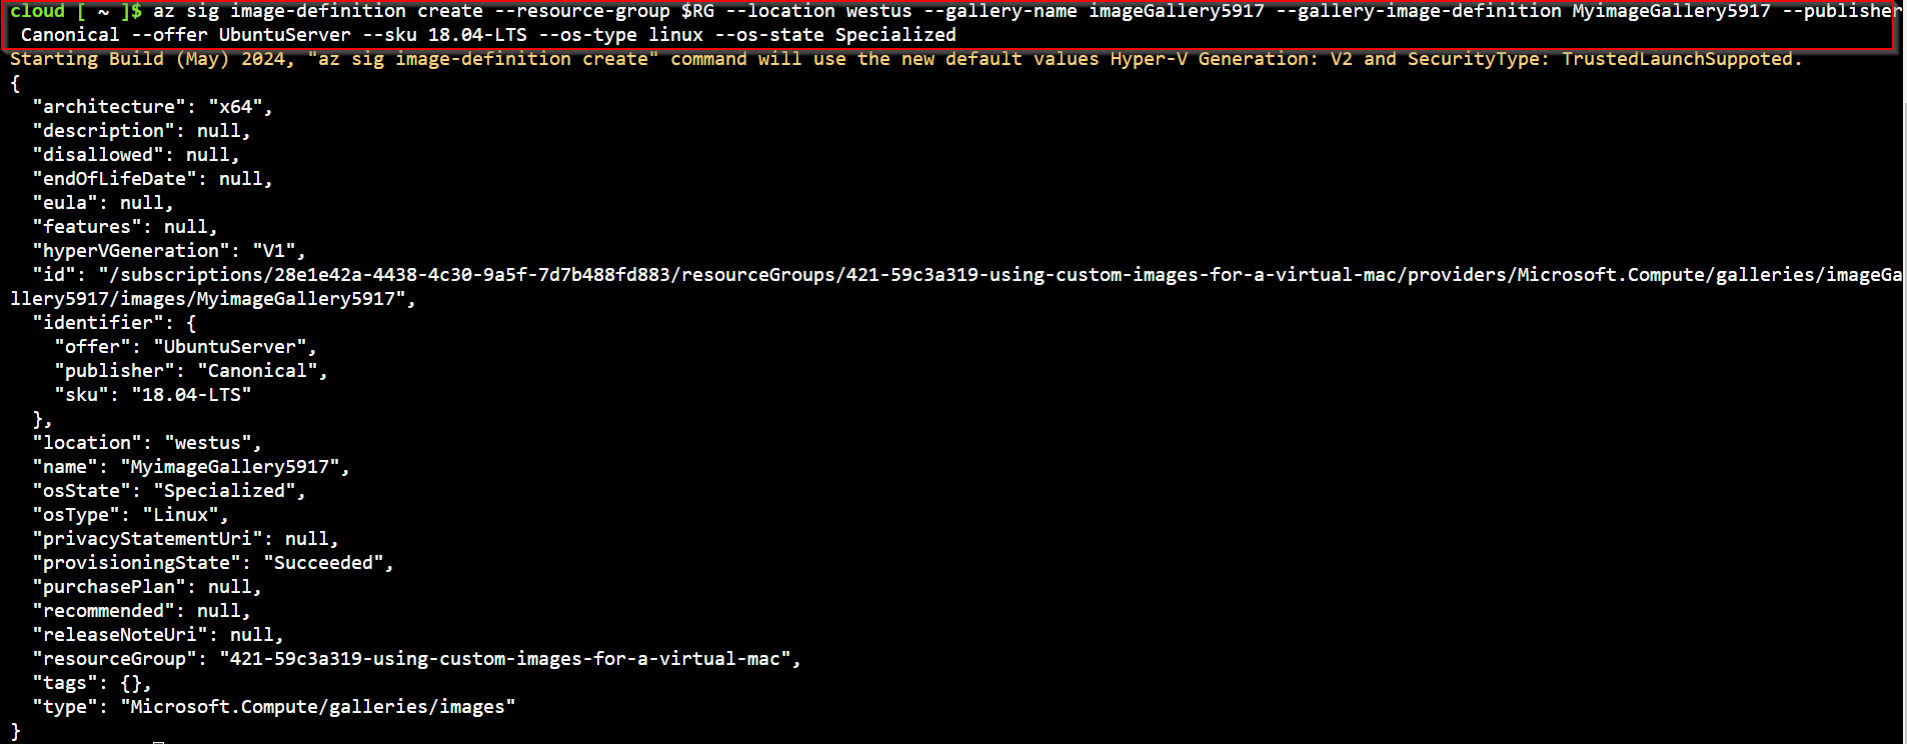 cloud [ ~ ]$ az sig image-definition create --resource-group $RG --location westus --gallery-name imageGallery5917 --gallery-image-definition MyimageGallery5917 --publisher
Canonical --offer UbuntuServer --sku 18.04-LTS --os-type linux --os-state Specialized
Starting Build (May) 2024, "az sig image-definition create" command will use the new default values Hyper-V Generation: V2 and SecurityType: TrustedLaunchSuppoted.
{
  "architecture": "x64",
  "description": null,
  "disallowed": null,
  "endOfLifeDate": null,
  "eula": null,
  "features": null,
  "hyperVGeneration": "V1",
  "id": "/subscriptions/28e1e42a-4438-4c30-9a5f-7d7b488fd883/resourceGroups/421-59c3a319-using-custom-images-for-a-virtual-mac/providers/Microsoft.Compute/galleries/imageGa
llery5917/images/MyimageGallery5917",
  "identifier": {
    "offer": "UbuntuServer",
    "publisher": "Canonical",
    "sku": "18.04-LTS"
  },
  "location": "westus",
  "name": "MyimageGallery5917",
  "osState": "Specialized",
  "osType": "Linux",
  "privacyStatementUri": null,
  "provisioningState": "Succeeded",
  "purchasePlan": null,
  "recommended": null,
  "releaseNoteUri": null,
  "resourceGroup": "421-59c3a319-using-custom-images-for-a-virtual-mac",
  "tags": {},
  "type": "Microsoft.Compute/galleries/images"
}